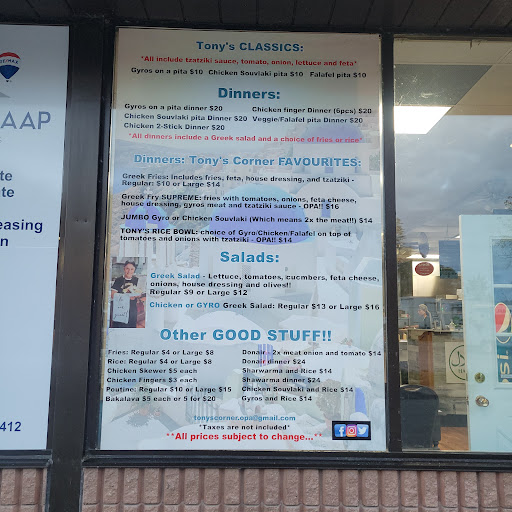 RE/MAX
AAP
te
te
easing
n
412
Tony's CLASSICS:
*All include tzatziki sauce, tomato, onion, lettuce and feta*
Gyros on a pita $10 Chicken Souvlaki pita $10 Falafel pita $10
Dinners:
Gyros on a pita dinner $20 Chicken finger Dinner (6pcs) $20
Chicken Souvlaki pita Dinner $20 Veggie/Falafel pita Dinner $20
Chicken 2-Stick Dinner $20
*All dinners include a Greek salad and a choice of fries or rice*
Dinners: Tony's Corner FAVOURITES:
Greek Fries: Includes fries, feta, house dressing, and tzatziki -
Regular: $10 or Large $14
Greek Fry SUPREME: fries with tomatoes, onions, feta cheese,
house dressing, gyros meat and tzatziki sauce - OPA!! $16
JUMBO Gyro or Chicken Souvlaki (Which means 2x the meat!!) $14
TONY'S RICE BOWL: choice of Gyro/Chicken/Falafel on top of
tomatoes and onions with tzatziki - OPA!! $14
Salads:
Greek Salad - Lettuce, tomatoes, cucmbers, feta cheese,
onions, house dressing and olives!!
Regular $9 or Large $12
Chicken or GYRO Greek Salad: Regular $13 or Large $16
Other GOOD STUFF!!
Fries: Regular $4 or Large $8 Donair - 2x meat onion and tomato $14
Rice: Regular $4 or Large $8 Donair dinner $24
Chicken Skewer $5 each Sharwarma and Rice $14
Chicken Fingers $3 each Shawarma dinner $24
Poutine: Regular $10 or Large $15 Chicken Souvlaki and Rice $14
Bakalava $5 each or 5 for $20 Gyros and Rice $14
tonyscorner.opa@gmail.com
*Taxes are not included*
**All prices subject to change...**
pepsi